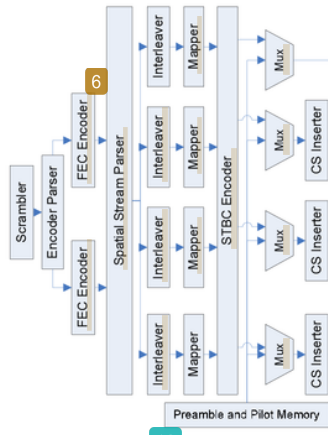 Scrambler
Encoder Parser
FEC Encoder
FEC Encoder
6
Spatial Stream Parser
Interleaver
Interleaver
Interleaver
Interleaver
Mapper
Mapper
Mapper
Mapper
STBC Encoder
Mux
Mux
Mux
Mux
CS Inserter
CS Inserter
CS Inserter
Preamble and Pilot Memory